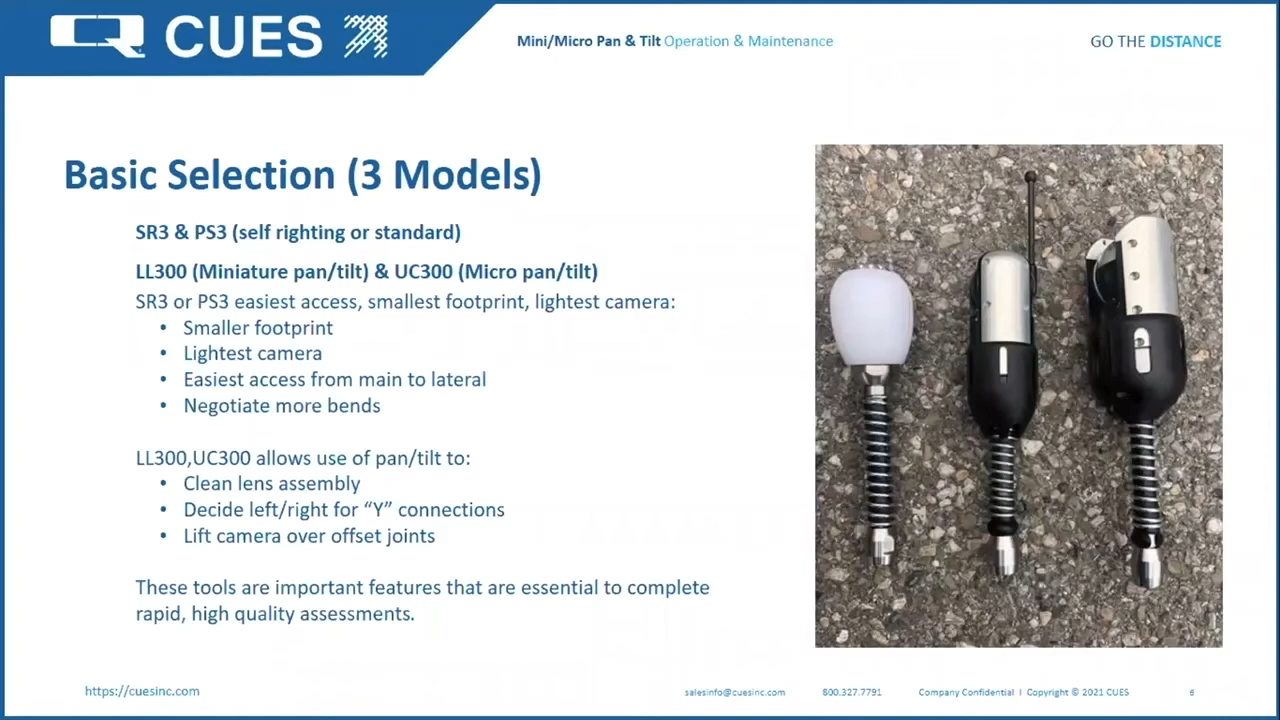 CUES
Mini/Micro Pan & Tilt Operation & Maintenance
GO THE DISTANCE
Basic Selection (3 Models)
SR3 & PS3 (self righting or standard)
LL300 (Miniature pan/tilt) & UC300 (Micro pan/tilt)
SR3 or PS3 easiest access, smallest footprint, lightest camera:
• Smaller footprint
• Lightest camera
• Easiest access from main to lateral
• Negotiate more bends
LL300,UC300 allows use of pan/tilt to:
• Clean lens assembly
• Decide left/right for “Y” connections
• Lift camera over offset joints
These tools are important features that are essential to complete
rapid, high quality assessments.
https://cuesinc.com
salesinfo@cuesinc.com
800.327.7791
Company Confidential I Copyright © 2021 CUES
6